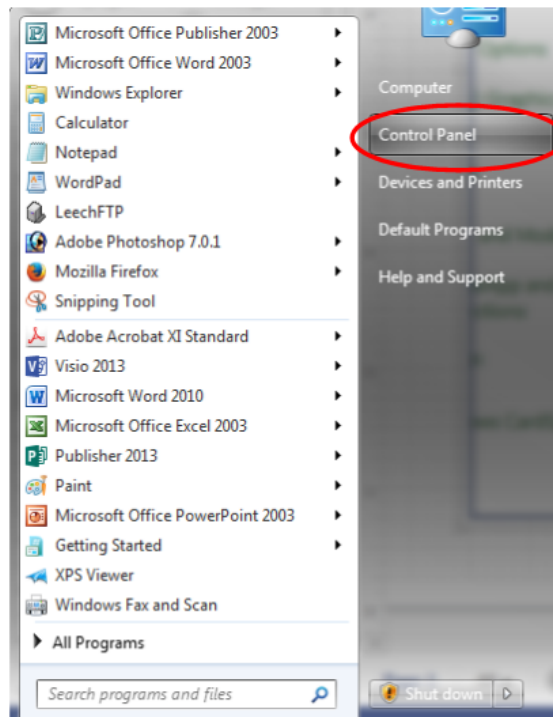 Microsoft Office Publisher 2003
Microsoft Office Word 2003
Windows Explorer
Calculator
Notepad
WordPad
LeechFTP
Adobe Photoshop 7.0.1
Mozilla Firefox
Snipping Tool
Adobe Acrobat XI Standard
Visio 2013
Microsoft Word 2010
Microsoft Office Excel 2003
Publisher 2013
Paint
Microsoft Office PowerPoint 2003
Getting Started
XPS Viewer
Windows Fax and Scan
All Programs
Search programs and files
Computer
Control Panel
Devices and Printers
Default Programs
Help and Support
Shut down